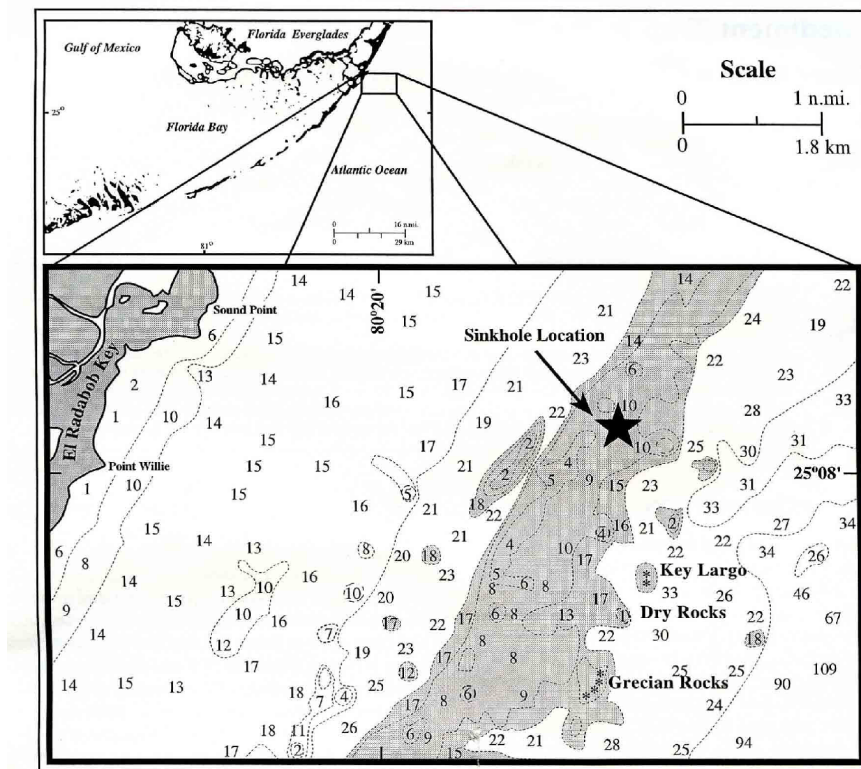 Gulf of Mexico
Florida Everglades
25°
Florida Bay
Atlantic Ocean
0 16 n.mi.
0 29 km
81°
Scale
0 1 n.mi.
0 1.8 km
14 14 15 80°20' 14 22
Sound Point 15 21 24 19
6 15 Sinkhole Location 14
El Radabob Key
2 13 14 17 21 23 6 22 23
1 10 14 16 15 19 22 10 28 33
15 17 2 10 25 30 31
Point Willie 15 15 21 2 4 9 15 23 31 25°08'
1 10 15 16 5 21 18 22 5 16 21 2 33 27 34
6 8 15 14 13 8 20 18 21 4 10 17 4 22 22 34 26
14 13 10 16 10 20 23 5 6 8 Key Largo
9 15 10 16 17 22 17 6 8 13 17 1 33 26 46
14 12 7 23 8 22 Dry Rocks 30 22 18 67
17 19 12 17 8 25 25 109
14 15 13 18 7 4 25 17 8 6 9 Grecian Rocks 24 90
17 18 11 2 26 6 9 15 22 21 28 25 94